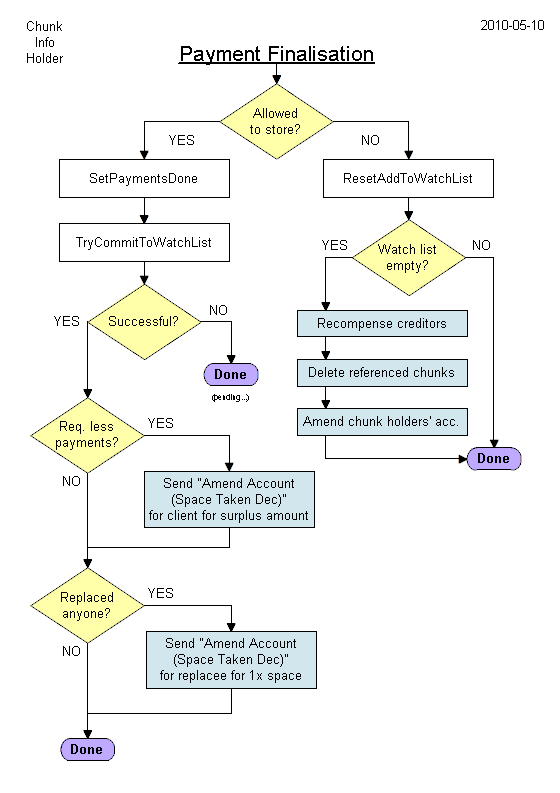 Chunk
Info
Holder
2010-05-10
Payment Finalisation
Allowed
to store?
YES
NO
SetPaymentsDone
ResetAddToWatchList
TryCommitToWatchList
YES
Watch list
empty?
NO
Successful?
YES
NO
Recompense creditors
Done
(pending...)
Delete referenced chunks
Amend chunk holders' acc.
Req. less
payments?
YES
NO
Done
Send "Amend Account
(Space Taken Dec)"
for client for surplus amount
Replaced
anyone?
YES
NO
Send "Amend Account
(Space Taken Dec)"
for replacee for 1x space
Done